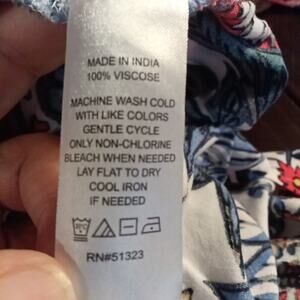 MADE IN INDIA
100% VISCOSE
MACHINE WASH COLD
WITH LIKE COLORS
GENTLE CYCLE
ONLY NON-CHLORINE
BLEACH WHEN NEEDED
LAY FLAT TO DRY
COOL IRON
IF NEEDED
RN#51323